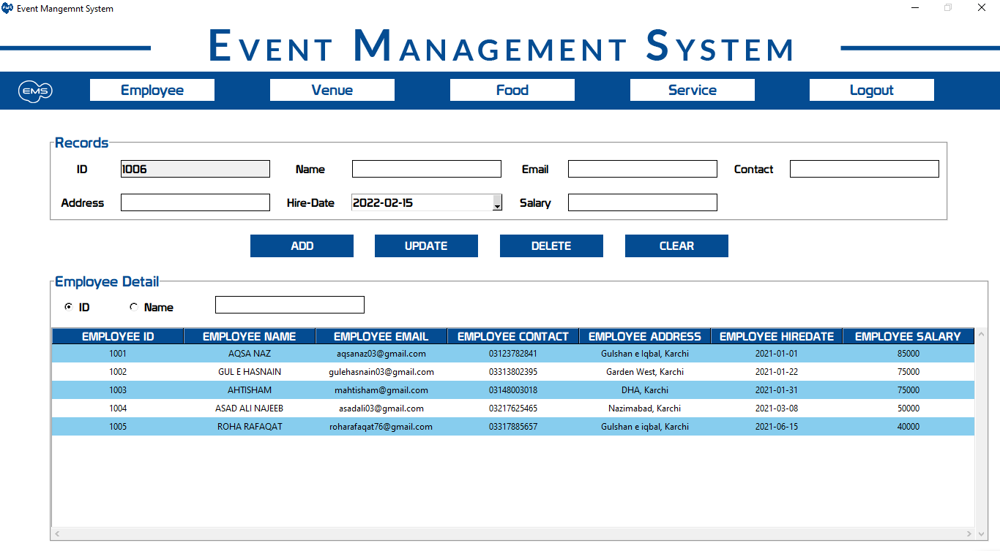 Event Mangemnt System
EVENT MANAGEMENT SYSTEM
EMS Employee Venue Food Service Logout
Records
ID 1006 Name Email Contact
Address Hire-Date 2022-02-15 Salary
ADD UPDATE DELETE CLEAR
Employee Detail
ID Name
EMPLOYEE ID EMPLOYEE NAME EMPLOYEE EMAIL EMPLOYEE CONTACT EMPLOYEE ADDRESS EMPLOYEE HIREDATE EMPLOYEE SALARY
1001 AQSA NAZ aqsanaz03@gmail.com 03123782841 Gulshan e Iqbal, Karchi 2021-01-01 85000
1002 GUL E HASNAIN gulehasnain03@gmail.com 03313802395 Garden West, Karchi 2021-01-22 75000
1003 AHTISHAM mahtisham@gmail.com 03148003018 DHA, Karchi 2021-01-31 75000
1004 ASAD ALI NAJEEB asadali03@gmail.com 03217625465 Nazimabad, Karchi 2021-03-08 50000
1005 ROHA RAFAQAT roharafaqat76@gmail.com 03317885657 Gulshan e iqbal, Karchi 2021-06-15 40000